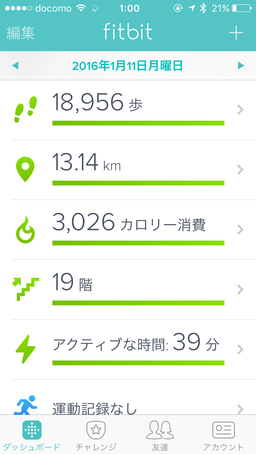 docomo 1:00 21%
編集 fitbit +
2016年1月11日月曜日
18,956 歩
13.14 km
3,026 カロリー消費
19 階
アクティブな時間: 39 分
運動記録なし
ダッシュボード チャレンジ 友達 アカウント